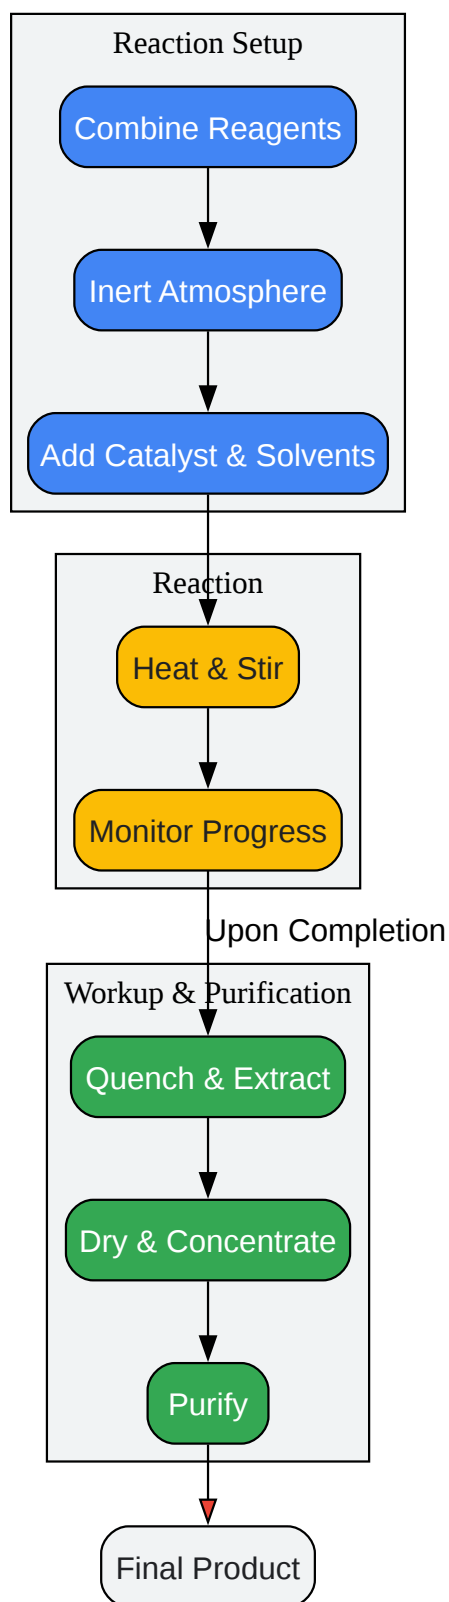 Reaction Setup
Combine Reagents
Inert Atmosphere
Add Catalyst & Solvents
Reaction
Heat & Stir
Monitor Progress
Upon Completion
Workup & Purification
Quench & Extract
Dry & Concentrate
Purify
Final Product